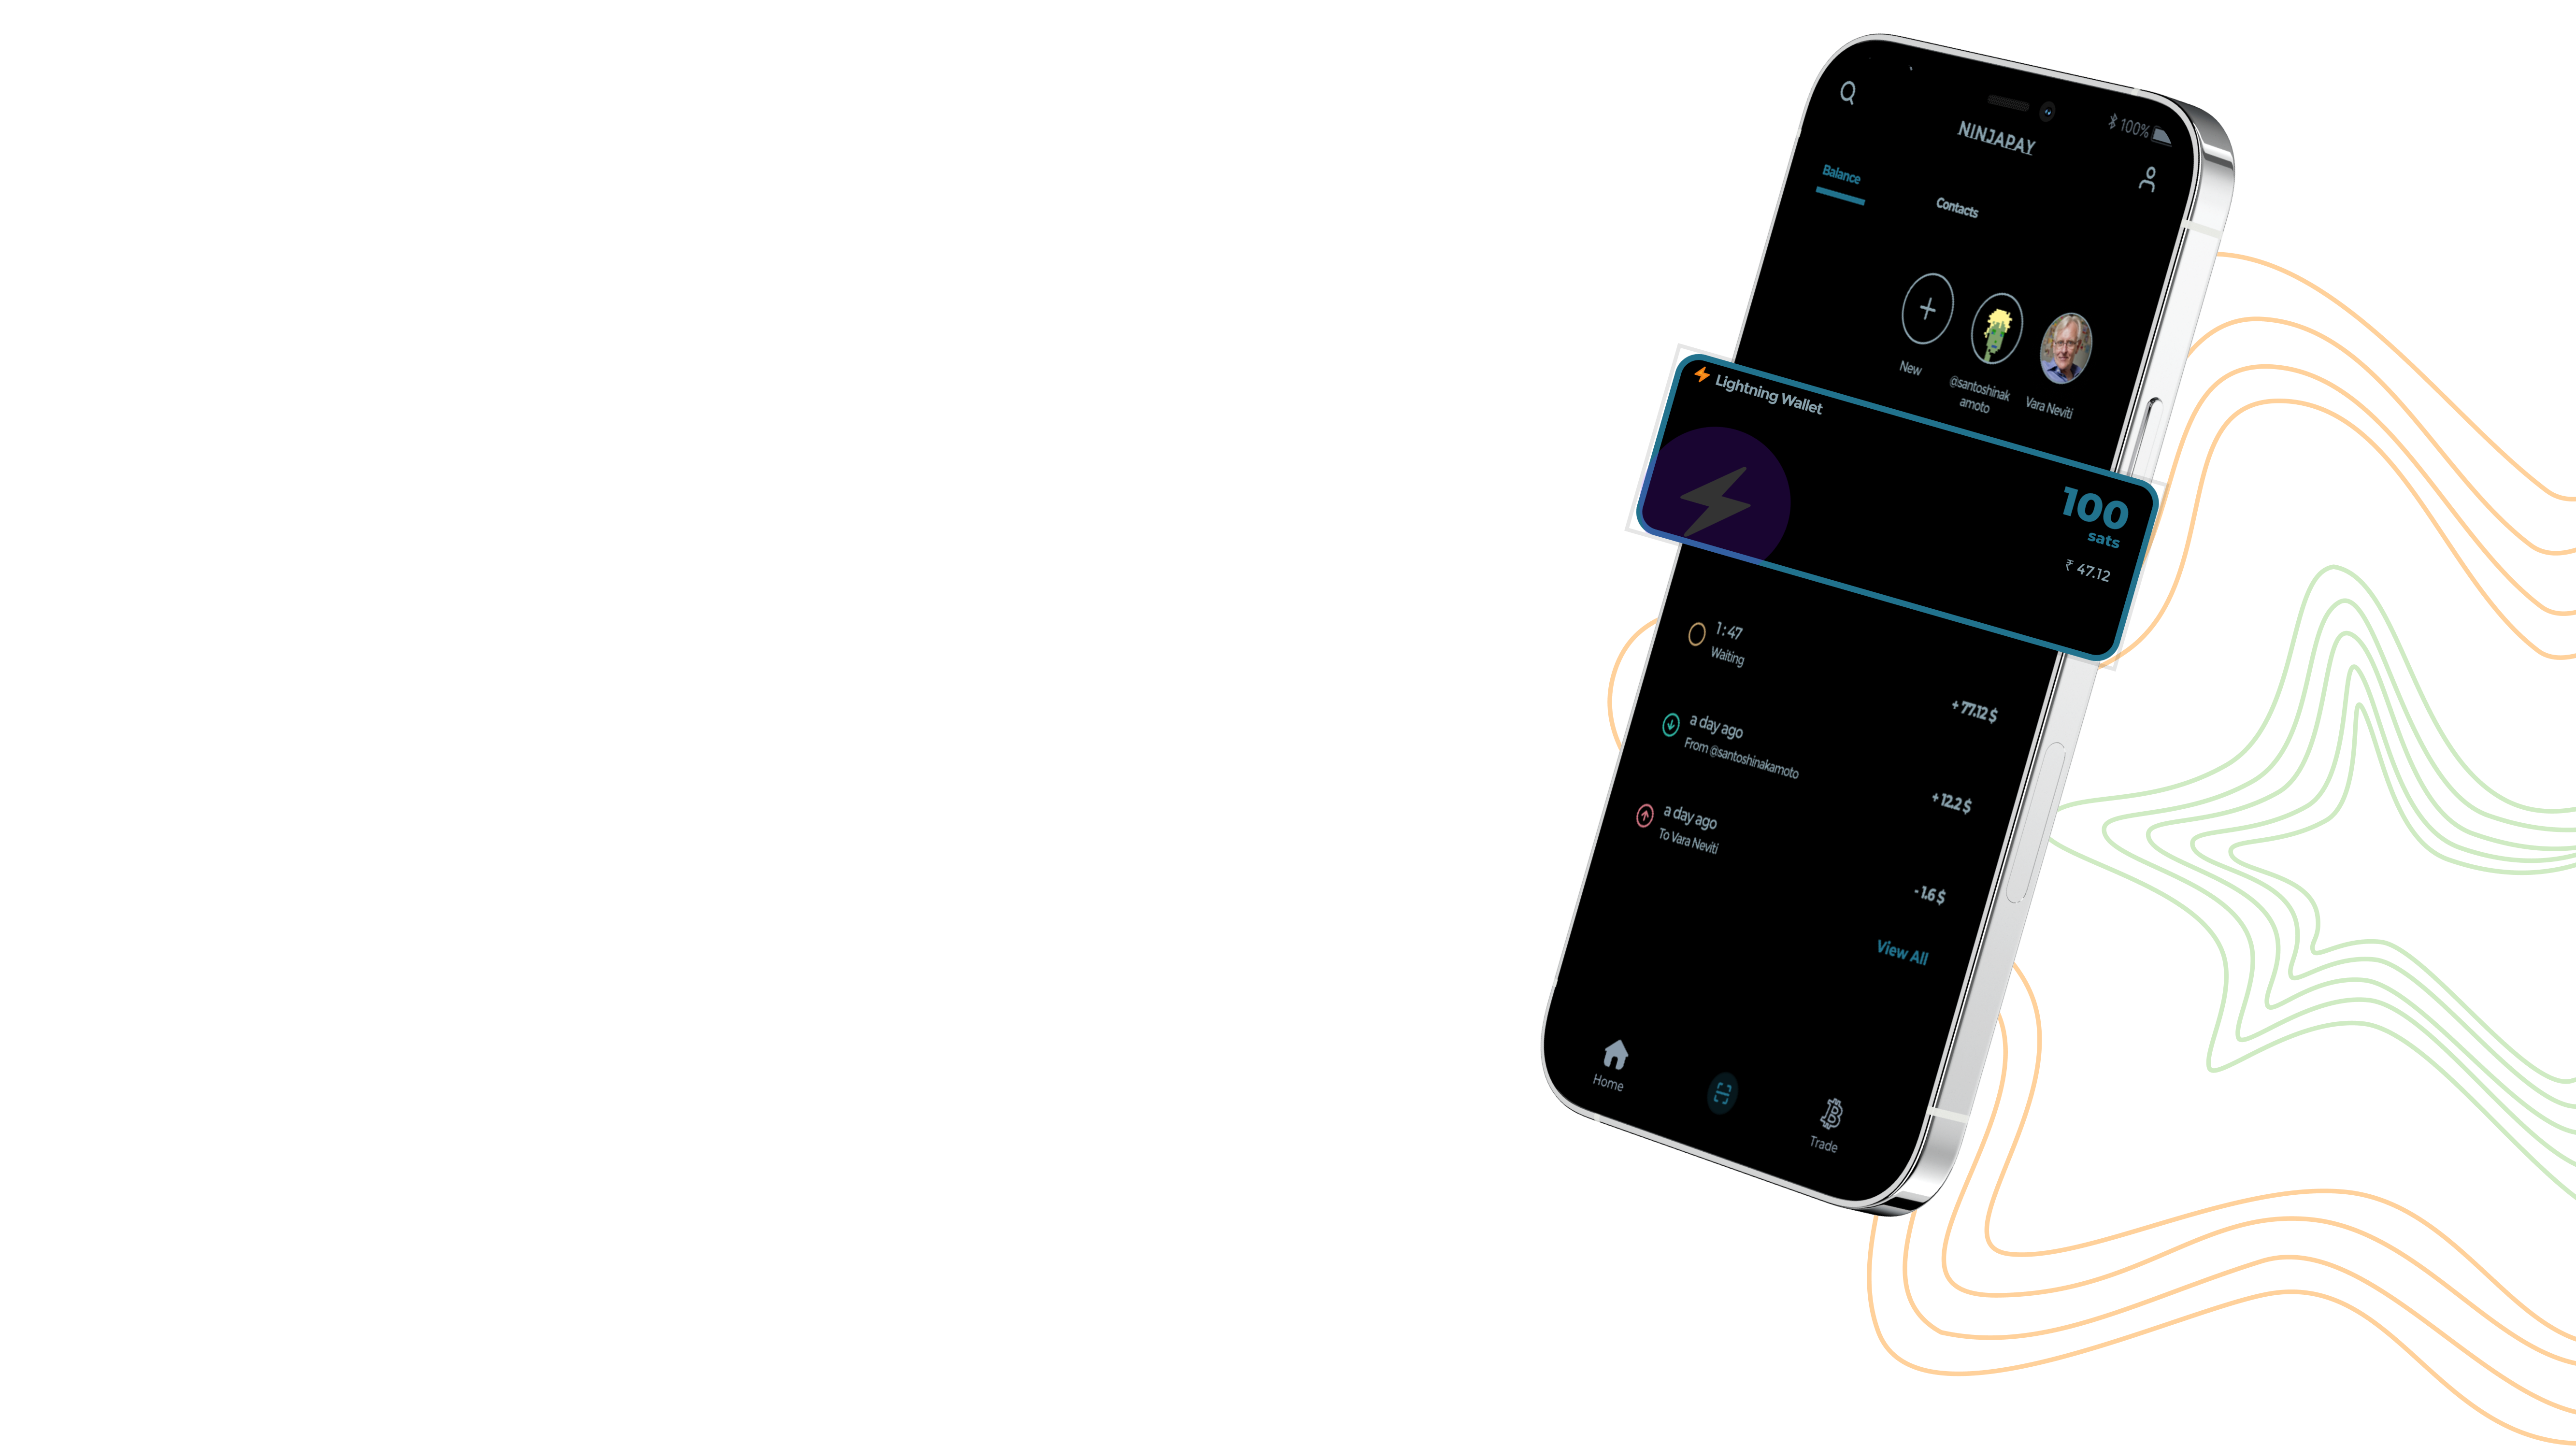 100%
NINJAPAY
Balance
Contacts
New
@santoshinak
amoto
Vara Neviti
Lightning Wallet
100
sats
₹ 47.12
1:47
Waiting
+ 77.12 $
a day ago
From @santoshinakamoto
+ 12.2 $
a day ago
To Vara Neviti
- 1.6 $
View All
Home
Trade